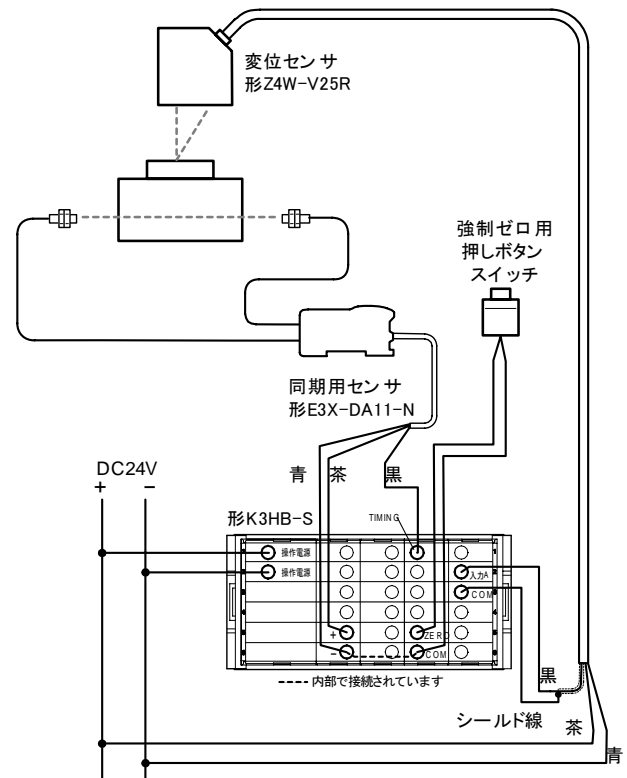 変位センサ
形Z4W-V25R
強制ゼロ用
押しボタン
スイッチ
同期用センサ
形E3X-DA11-N
DC24V
+ −
青 茶 黒
形K3HB-S
TIMING
操作電源
操作電源
入力A
COM
+
ZERO
−
COM
内部で接続されています
黒
シールド線
茶
青